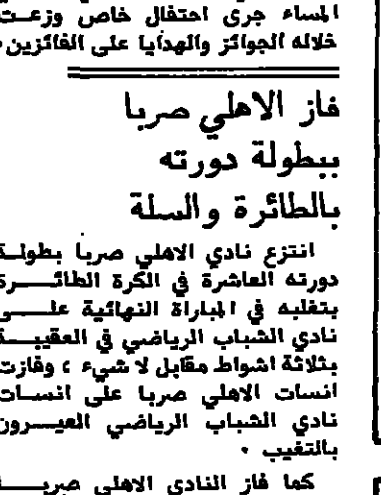 المساء جرى احتفال خاص وزعت
خلاله الجوائز والهدايا على الفائزين.
فاز الاهلي صربا
ببطولة دورته
بالطائرة والسلة
انتزع نادي الاهلي صربا بطولة
دورته العاشرة في الكرة الطائرة
بتغلبه في المباراة النهائية على
نادي الشباب الرياضي في العقيبة
بثلاثة اشواط مقابل لا شيء ؛ وفازت
انسات الاهلي صربا على انسات
نادي الشباب الرياضي العيرون
بالتغيب .
كما فاز النادي الاهلي صربا